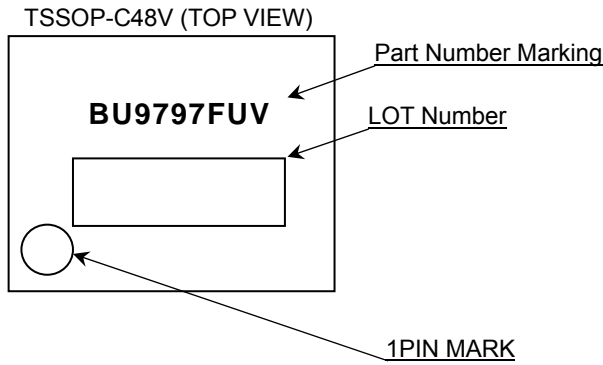 TSSOP-C48V (TOP VIEW)
Part Number Marking
BU9797FUV
LOT Number
1PIN MARK